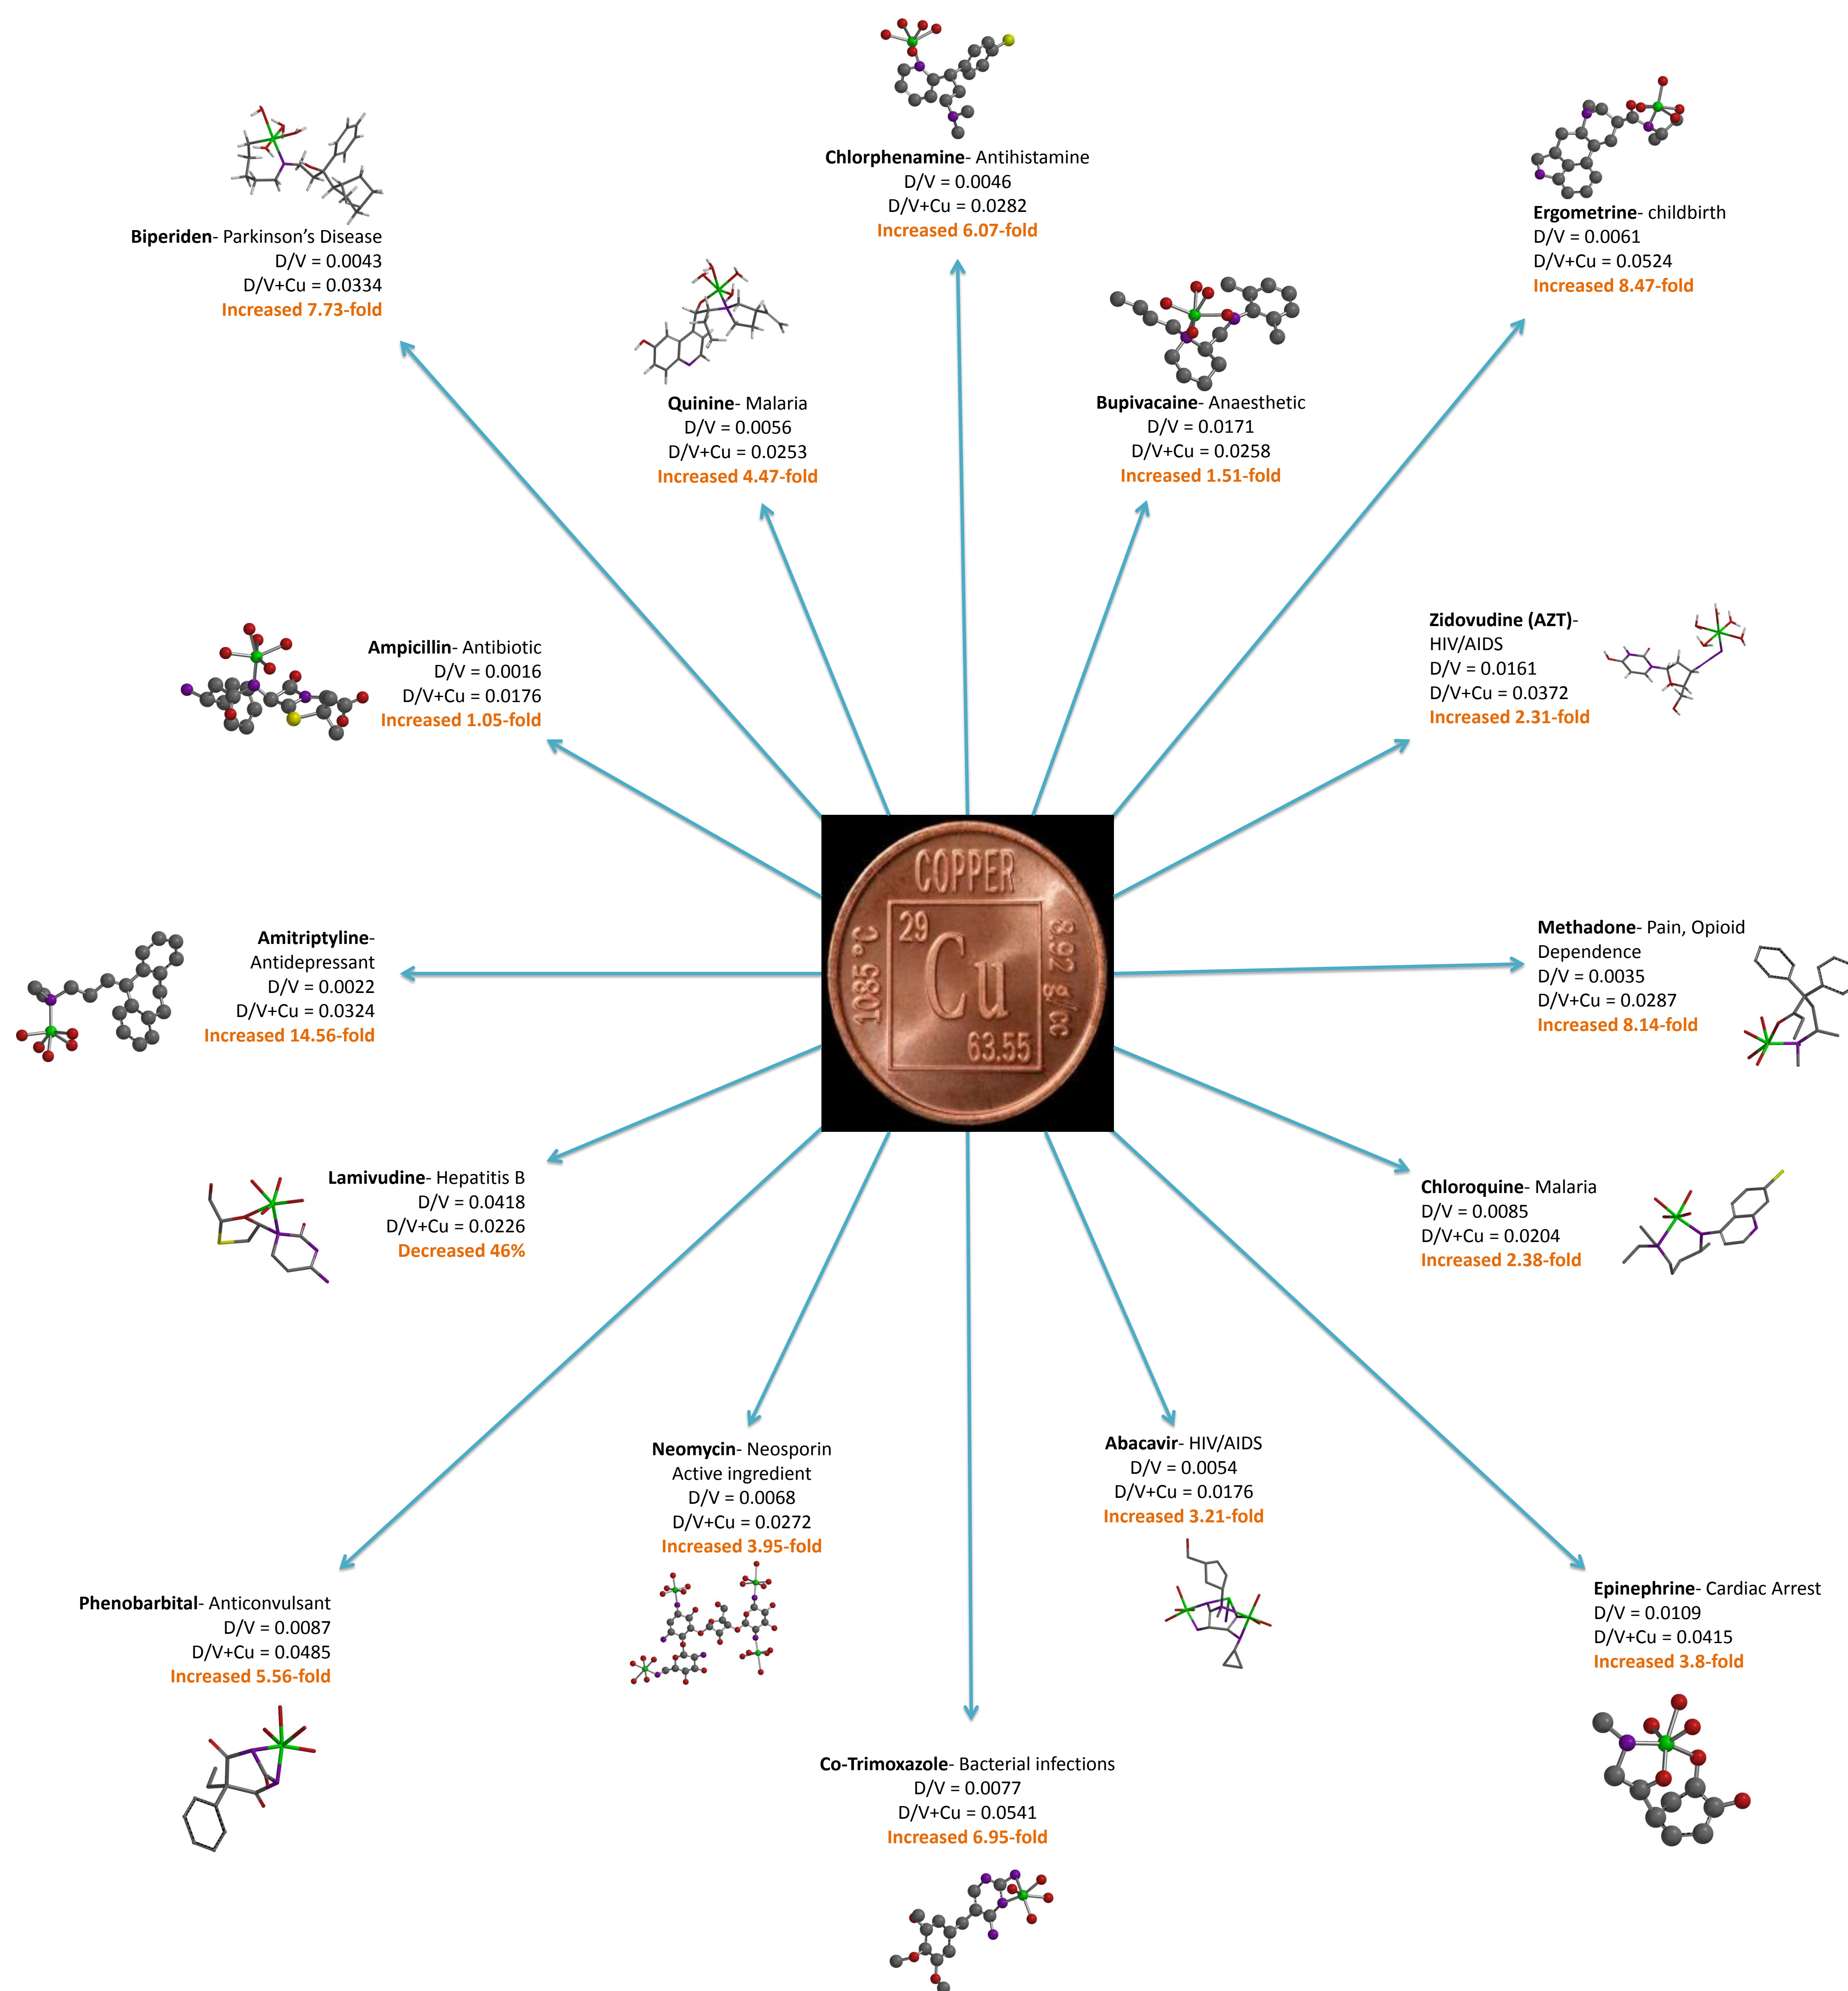 Chlorphenamine- Antihistamine
D/V = 0.0046
D/V+Cu = 0.0282
Increased 6.07-fold
Biperiden- Parkinson's Disease
D/V = 0.0043
D/V+Cu = 0.0334
Increased 7.73-fold
Ergometrine- childbirth
D/V = 0.0061
D/V+Cu = 0.0524
Increased 8.47-fold
Quinine- Malaria
D/V = 0.0056
D/V+Cu = 0.0253
Increased 4.47-fold
Bupivacaine- Anaesthetic
D/V = 0.0171
D/V+Cu = 0.0258
Increased 1.51-fold
Ampicillin- Antibiotic
D/V = 0.0016
D/V+Cu = 0.0176
Increased 1.05-fold
Zidovudine (AZT)-
HIV/AIDS
D/V = 0.0161
D/V+Cu = 0.0372
Increased 2.31-fold
Amitriptyline-
Antidepressant
D/V = 0.0022
D/V+Cu = 0.0324
Increased 14.56-fold
COPPER
29
Cu
63.55
1085 °C
8.92 g/cc
Methadone- Pain, Opioid
Dependence
D/V = 0.0035
D/V+Cu = 0.0287
Increased 8.14-fold
Lamivudine- Hepatitis B
D/V = 0.0418
D/V+Cu = 0.0226
Decreased 46%
Chloroquine- Malaria
D/V = 0.0085
D/V+Cu = 0.0204
Increased 2.38-fold
Neomycin- Neosporin
Active ingredient
D/V = 0.0068
D/V+Cu = 0.0272
Increased 3.95-fold
Abacavir- HIV/AIDS
D/V = 0.0054
D/V+Cu = 0.0176
Increased 3.21-fold
Phenobarbital- Anticonvulsant
D/V = 0.0087
D/V+Cu = 0.0485
Increased 5.56-fold
Epinephrine- Cardiac Arrest
D/V = 0.0109
D/V+Cu = 0.0415
Increased 3.8-fold
Co-Trimoxazole- Bacterial infections
D/V = 0.0077
D/V+Cu = 0.0541
Increased 6.95-fold